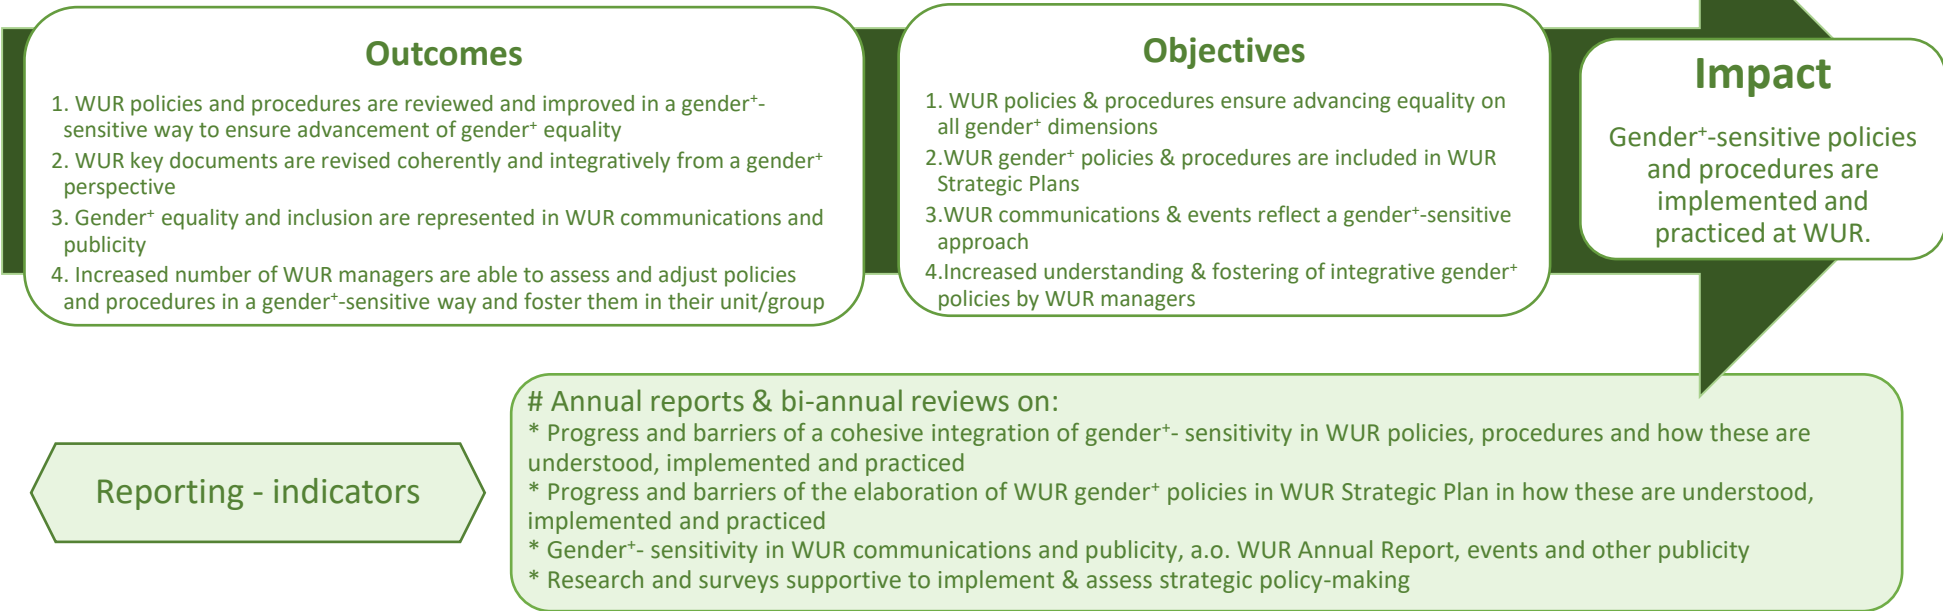 Outcomes
1. WUR policies and procedures are reviewed and improved in a gender⁺-
sensitive way to ensure advancement of gender⁺ equality
2. WUR key documents are revised coherently and integratively from a gender⁺
perspective
3. Gender⁺ equality and inclusion are represented in WUR communications and
publicity
4. Increased number of WUR managers are able to assess and adjust policies
and procedures in a gender⁺-sensitive way and foster them in their unit/group
Objectives
1. WUR policies & procedures ensure advancing equality on
all gender⁺ dimensions
2.WUR gender⁺ policies & procedures are included in WUR
Strategic Plans
3.WUR communications & events reflect a gender⁺-sensitive
approach
4.Increased understanding & fostering of integrative gender⁺
policies by WUR managers
Impact
Gender⁺-sensitive policies
and procedures are
implemented and
practiced at WUR.
Reporting - indicators
# Annual reports & bi-annual reviews on:
* Progress and barriers of a cohesive integration of gender⁺- sensitivity in WUR policies, procedures and how these are
understood, implemented and practiced
* Progress and barriers of the elaboration of WUR gender⁺ policies in WUR Strategic Plan in how these are understood,
implemented and practiced
* Gender⁺- sensitivity in WUR communications and publicity, a.o. WUR Annual Report, events and other publicity
* Research and surveys supportive to implement & assess strategic policy-making